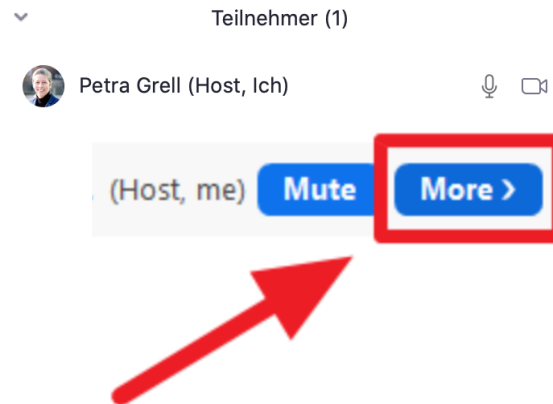 Teilnehmer (1)
Petra Grell (Host, Ich)
(Host, me) Mute More >